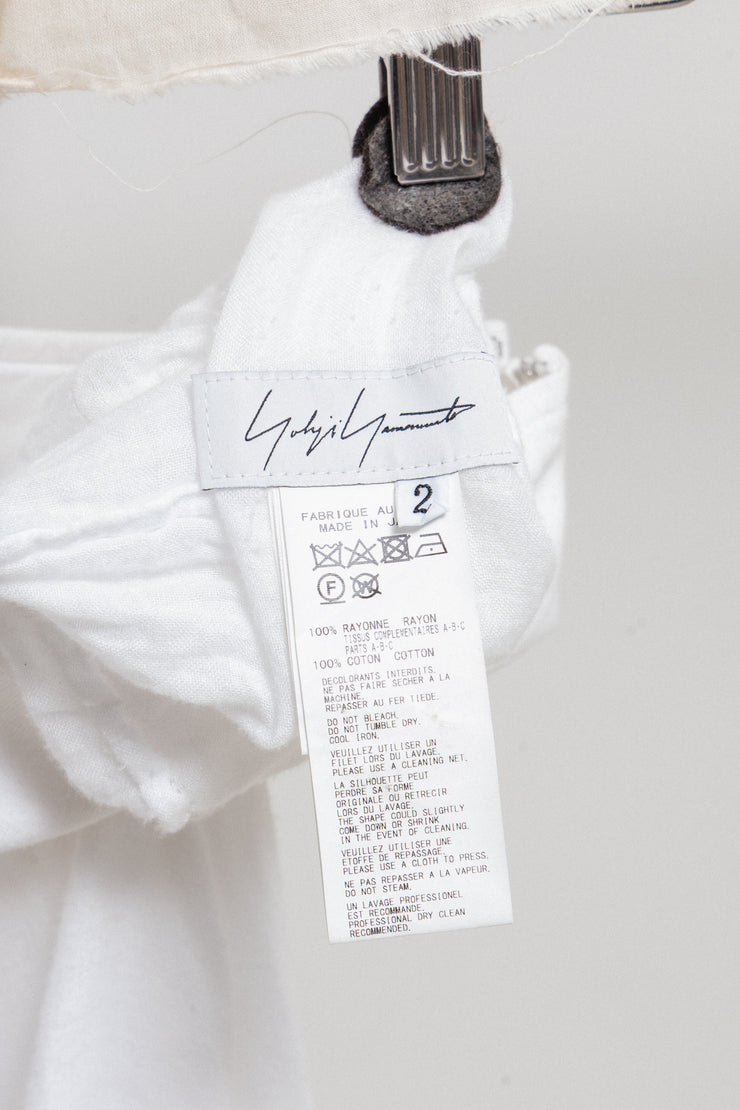 Yohji Yamamoto
2
FABRIQUE AU
MADE IN JA
F
W
100% RAYONNE RAYON
TISSUS COMPLEMENTAIRES A-B-C
PARTS A-B-C
100% COTON COTTON
DECOLORANTS INTERDITS.
NE PAS FAIRE SECHER A LA
MACHINE.
REPASSER AU FER TIEDE.
DO NOT BLEACH.
DO NOT TUMBLE DRY.
COOL IRON.
VEUILLEZ UTILISER UN
FILET LORS DU LAVAGE.
PLEASE USE A CLEANING NET.
LA SILHOUETTE PEUT
PERDRE SA FORME
ORIGINALE OU RETRECIR
LORS DU LAVAGE.
THE SHAPE COULD SLIGHTLY
COME DOWN OR SHRINK
IN THE EVENT OF CLEANING.
VEUILLEZ UTILISER UNE
ETOFFE DE REPASSAGE.
PLEASE USE A CLOTH TO PRESS.
NE PAS REPASSER A LA VAPEUR.
DO NOT STEAM.
UN LAVAGE PROFESSIONEL
EST RECOMMANDE.
PROFESSIONAL DRY CLEAN
RECOMMENDED.